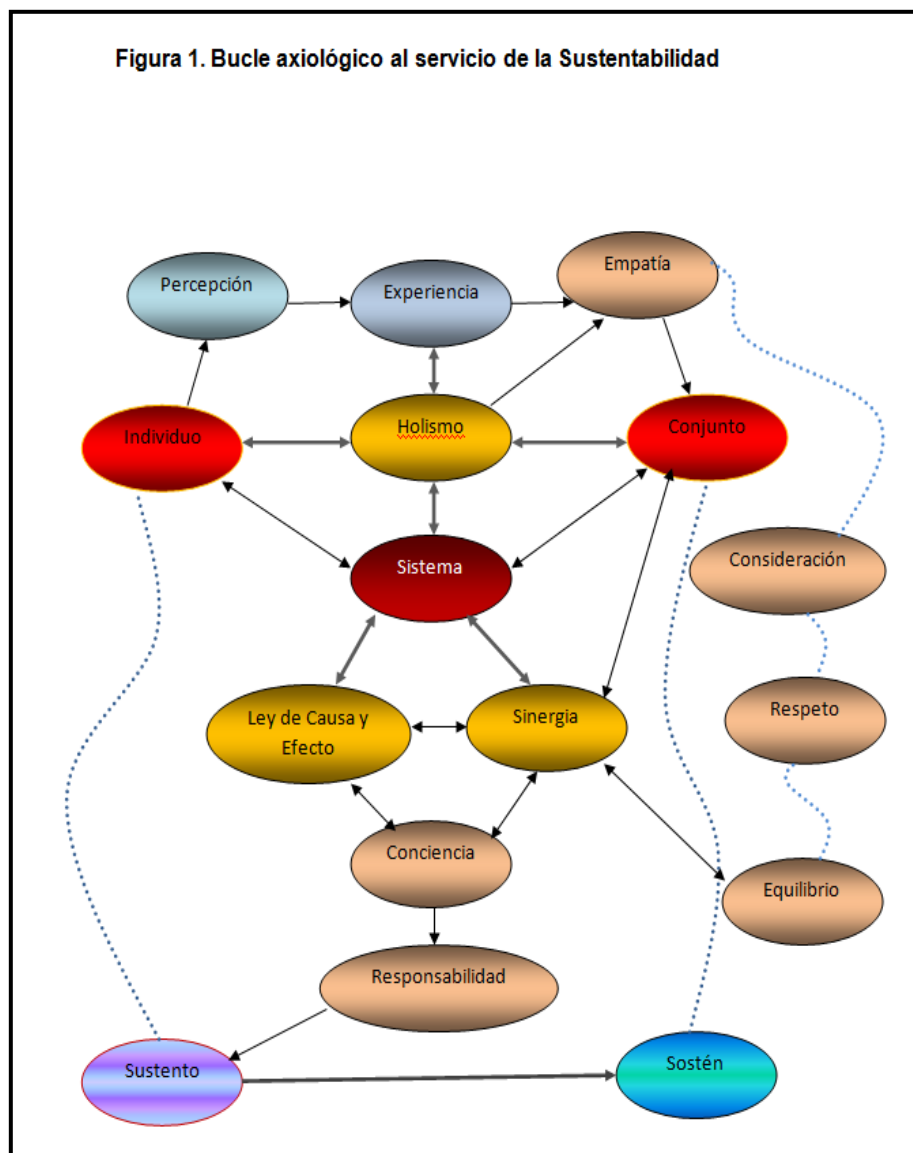 Figura 1. Bucle axiológico al servicio de la Sustentabilidad
Percepción
Experiencia
Empatía
Individuo
Holismo
Conjunto
Sistema
Consideración
Ley de Causa y
Efecto
Sinergia
Respeto
Conciencia
Equilibrio
Responsabilidad
Sustento
Sostén